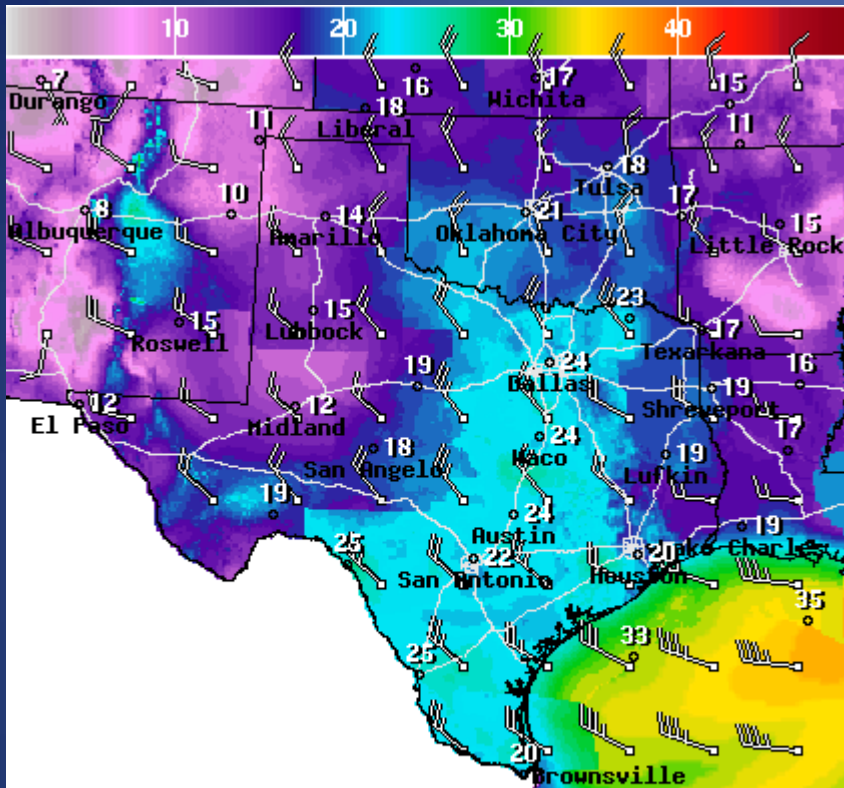 10 20 30 40
7
Durango
16
17
Wichita
15
18
Liberal
11
11
18
Tulsa
8
10
14
21
17
15
Albuquerque
Amarillo
Oklahoma City
Little Rock
15
Roswell
15
Lubbock
23
17
Texarkana
24
Dallas
19
16
12
El Paso
12
Midland
19
Shreveport
24
Waco
17
18
San Angelo
19
Lufkin
19
24
Austin
19
Lake Charles
25
22
San Antonio
20
Houston
35
33
25
20
Brownsville